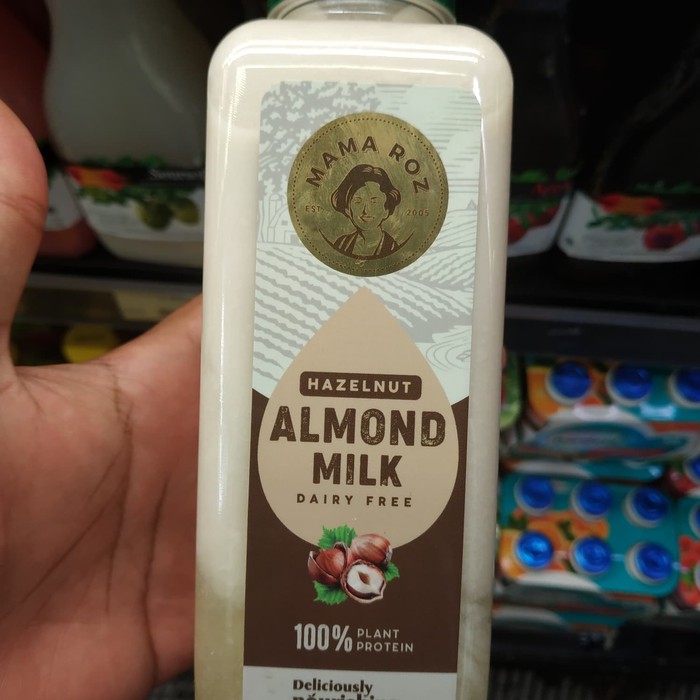 MAMA ROZ
EST 2005
HAZELNUT
ALMOND
MILK
DAIRY FREE
100% PLANT
PROTEIN
Deliciously